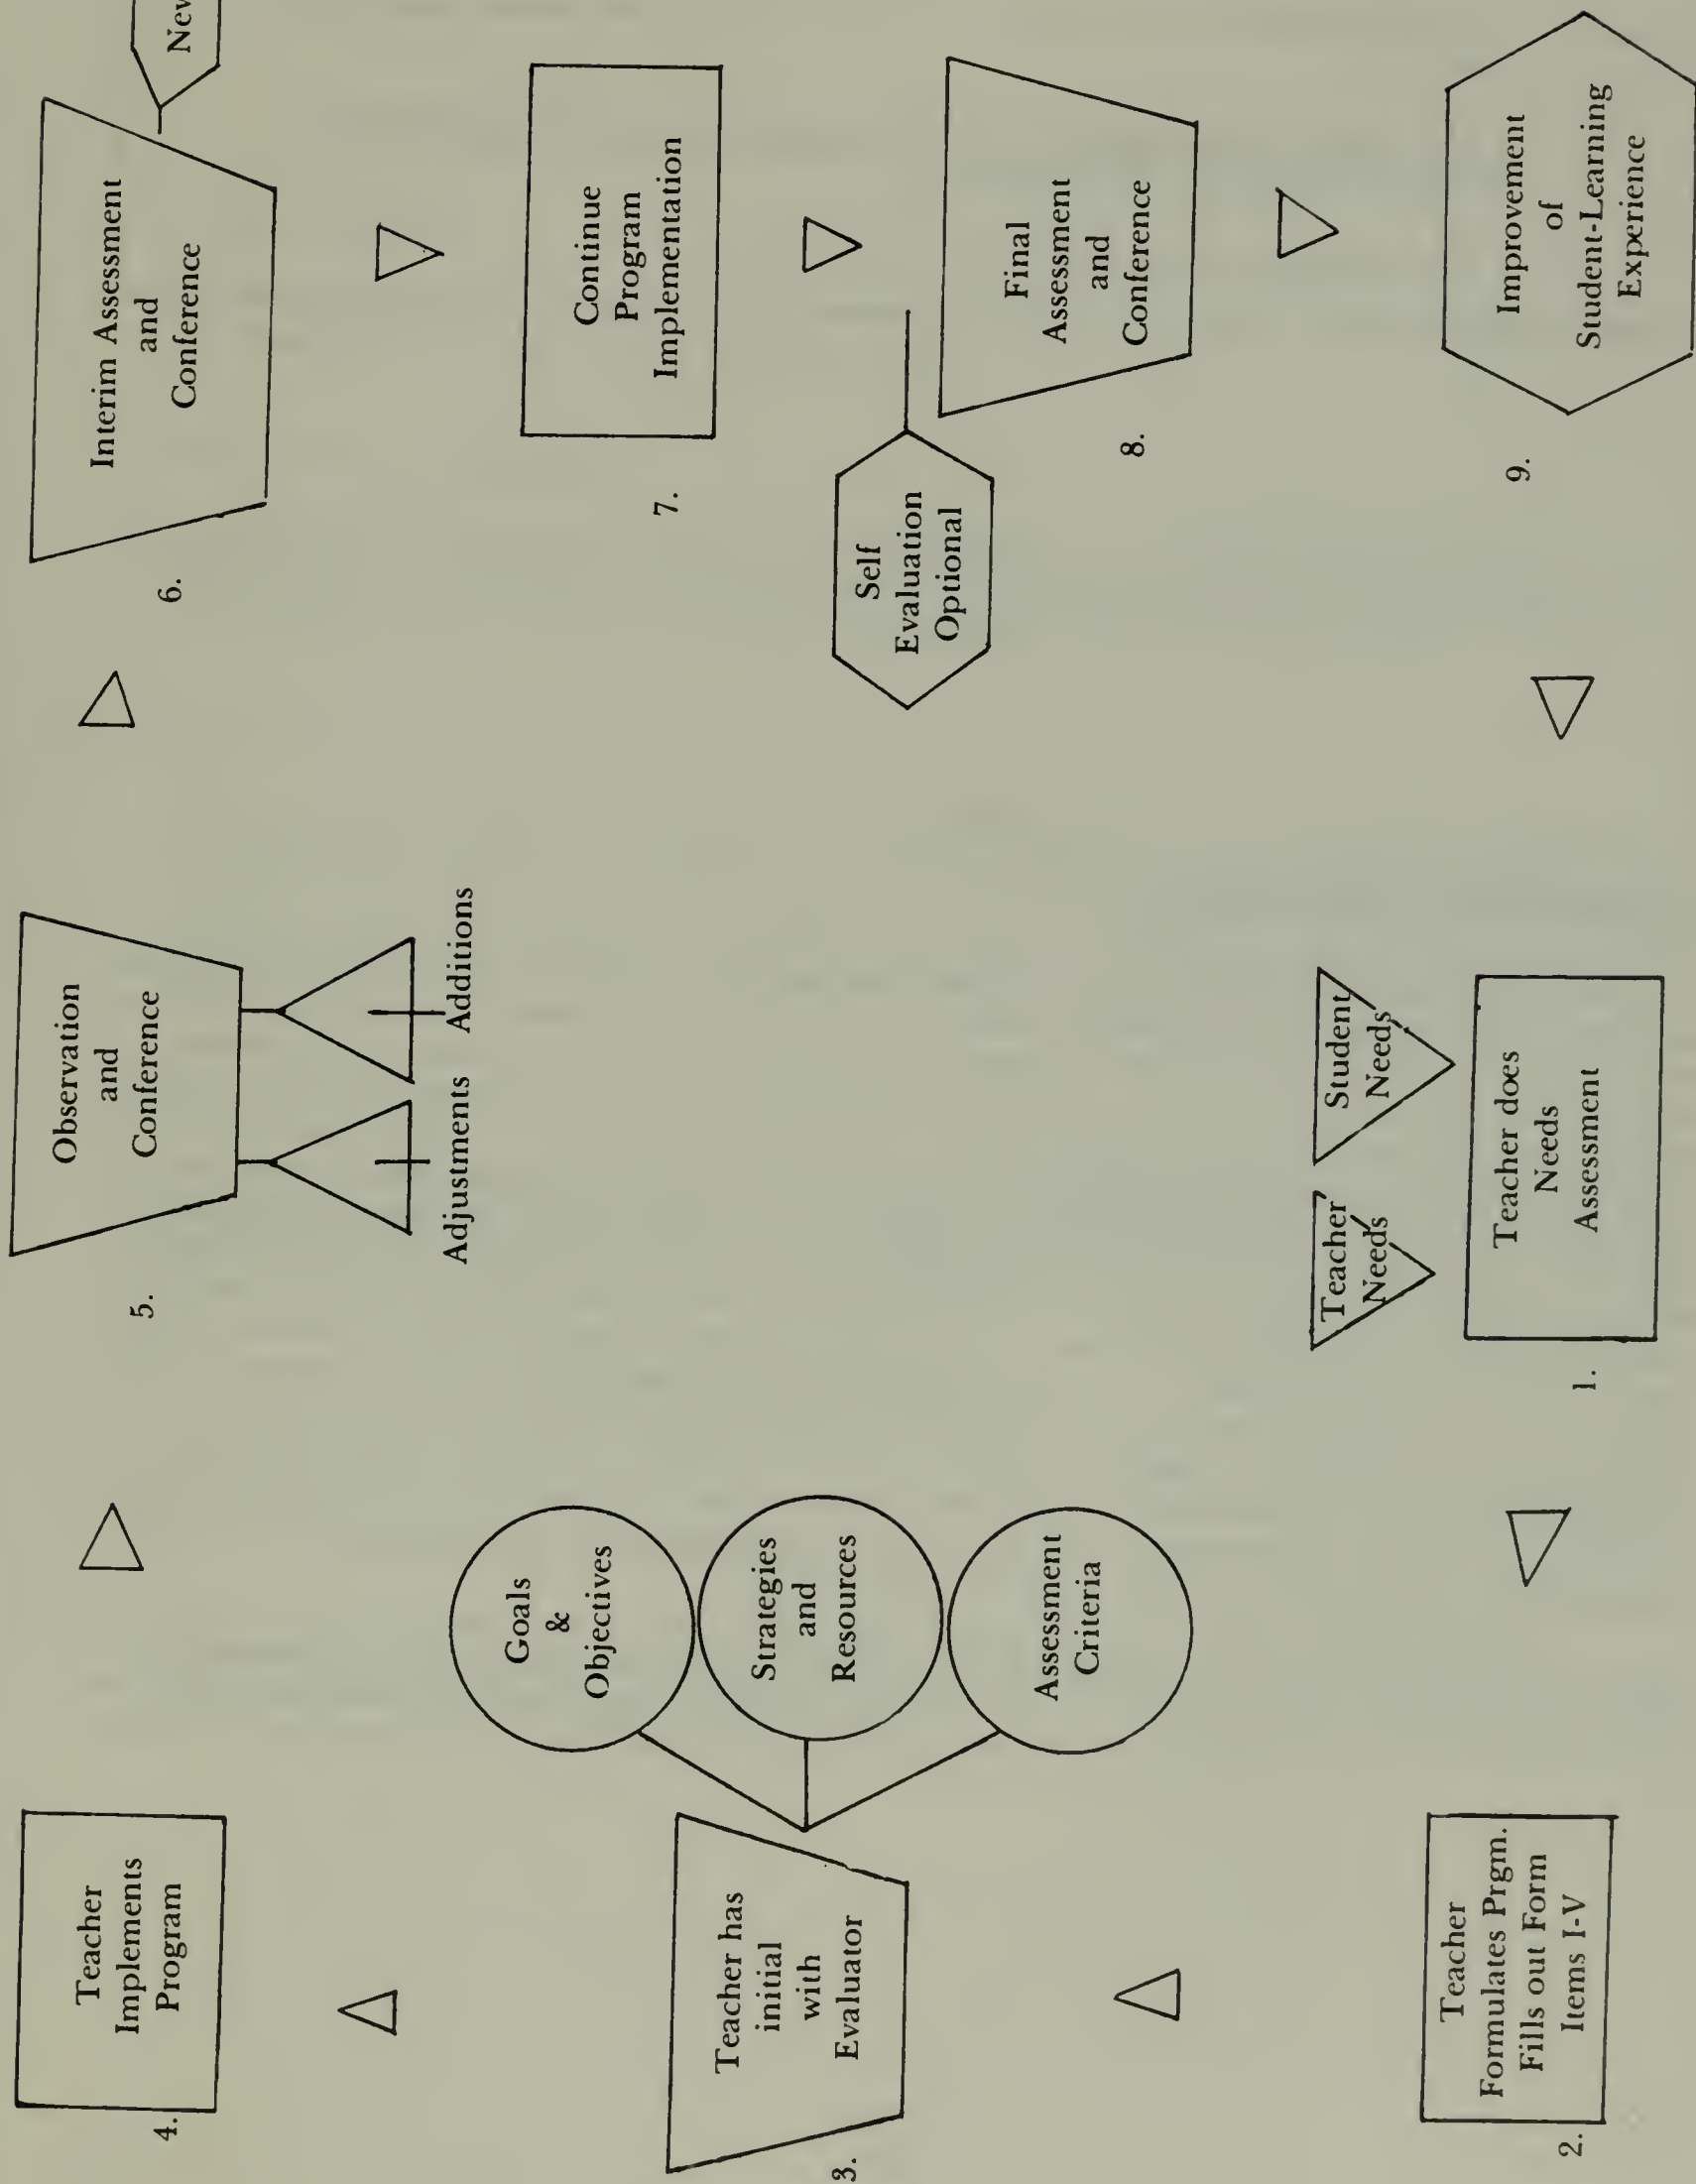 1.
Teacher
Needs
Student
Needs
Teacher does
Needs
Assessment
2.
Teacher
Formulates Prgm.
Fills out Form
Items I-V
3.
Teacher has
initial
with
Evaluator
Goals
&
Objectives
Strategies
and
Resources
Assessment
Criteria
4.
Teacher
Implements
Program
5.
Observation
and
Conference
Adjustments
Additions
6.
Interim Assessment
and
Conference
7.
Continue
Program
Implementation
Self
Evaluation
Optional
8.
Final
Assessment
and
Conference
9.
Improvement
of
Student-Learning
Experience